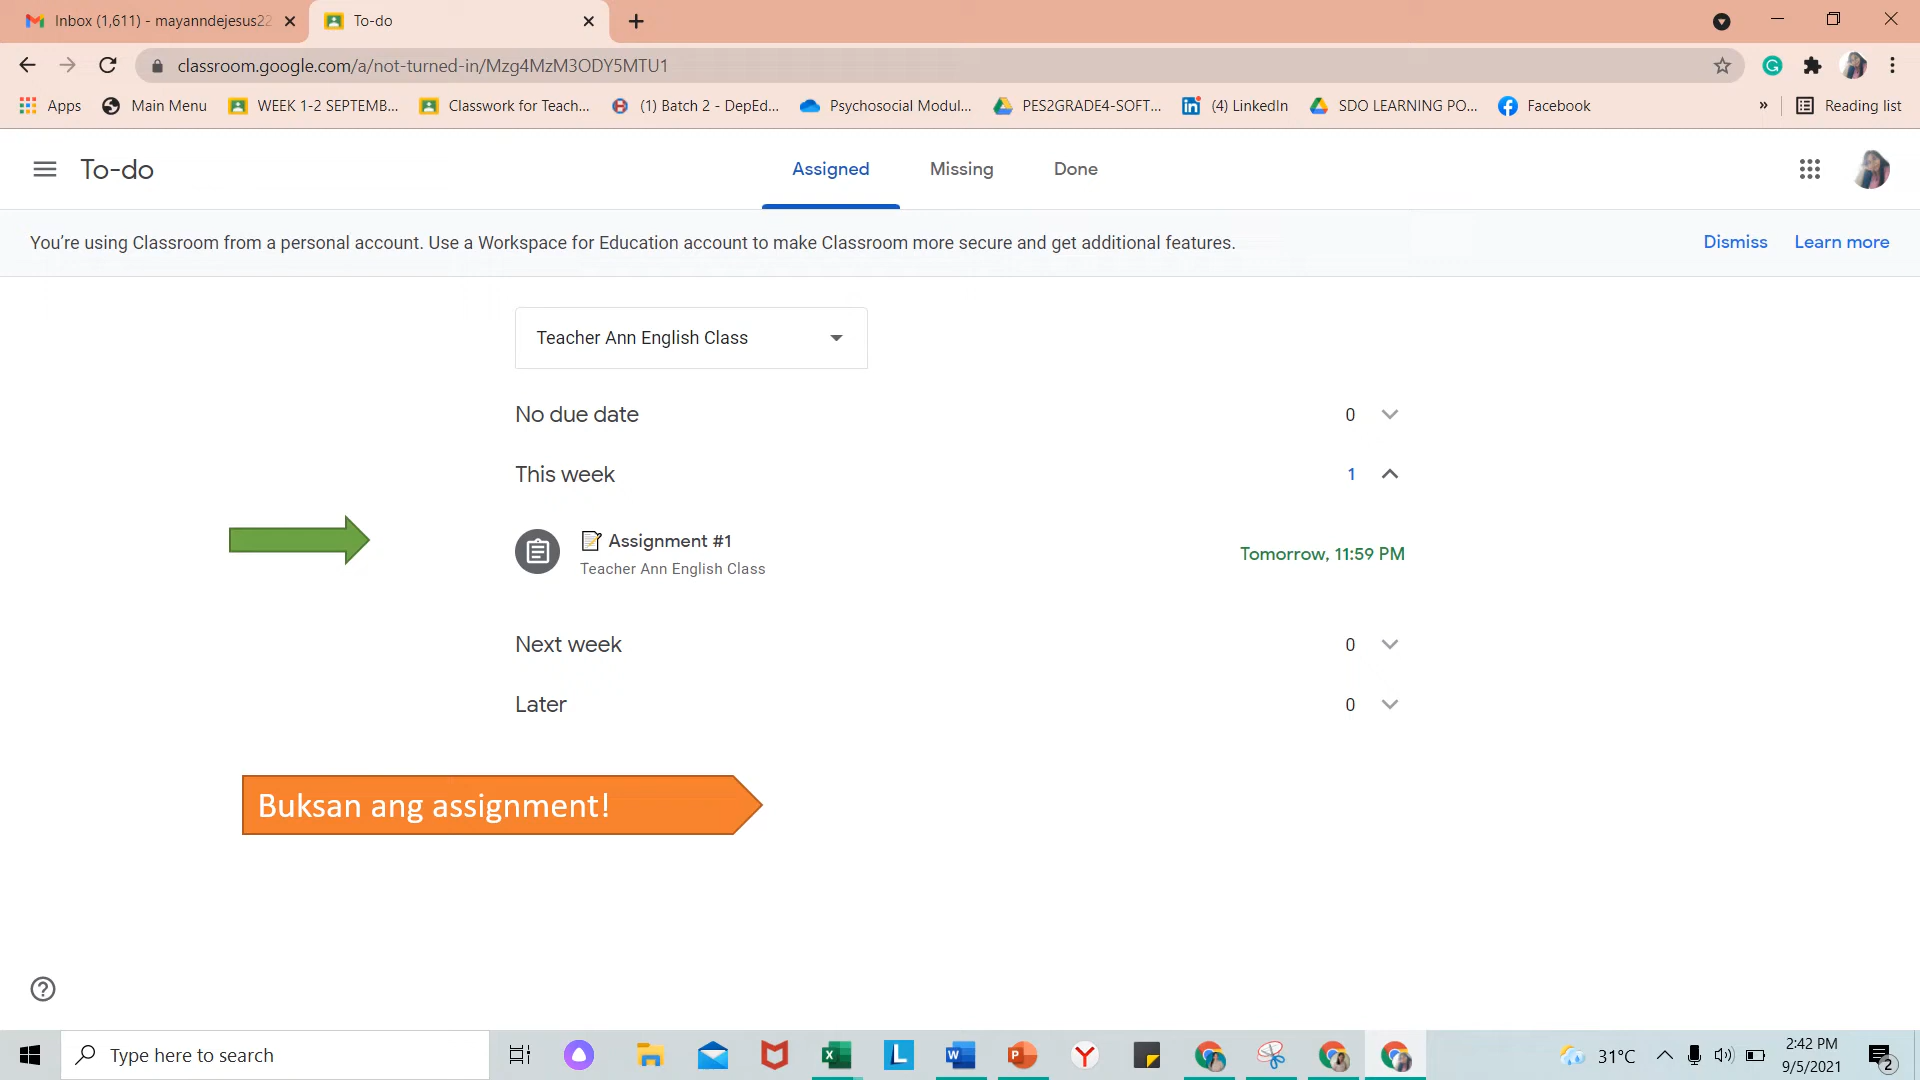 Inbox (1,611) - mayanndejesus22
To-do
classroom.google.com/a/not-turned-in/Mzg4MzM3ODY5MTU1
Apps
Main Menu
WEEK 1-2 SEPTEMB...
Classwork for Teach...
(1) Batch 2 - DepEd...
Psychosocial Modul...
PES2GRADE4-SOFT...
(4) LinkedIn
SDO LEARNING PO...
Facebook
»
Reading list
To-do
Assigned
Missing
Done
You're using Classroom from a personal account. Use a Workspace for Education account to make Classroom more secure and get additional features.
Dismiss
Learn more
Teacher Ann English Class
No due date
0
This week
1
📝 Assignment #1
Teacher Ann English Class
Tomorrow, 11:59 PM
Next week
0
Later
0
Buksan ang assignment!
Type here to search
31°C
2:42 PM
9/5/2021
2